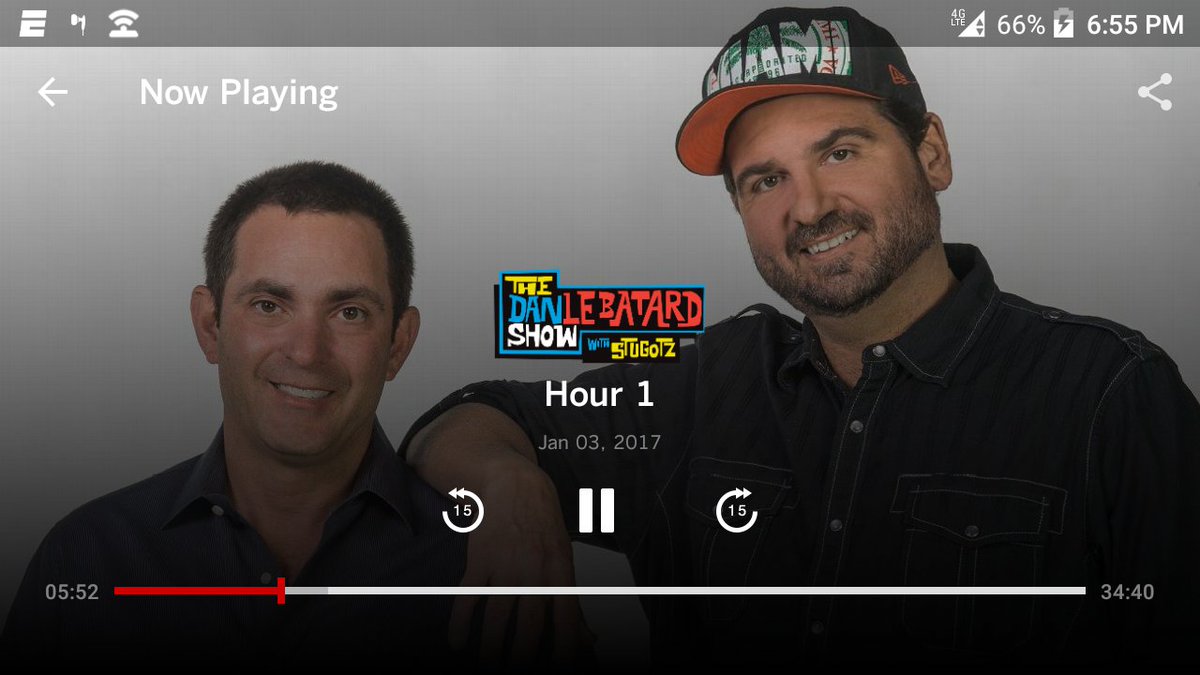 4G
LTE
66%
6:55 PM
Now Playing
MIAMI
THE
DAN LE BATARD
SHOW
WITH STUGOTZ
Hour 1
Jan 03, 2017
15
15
05:52
34:40